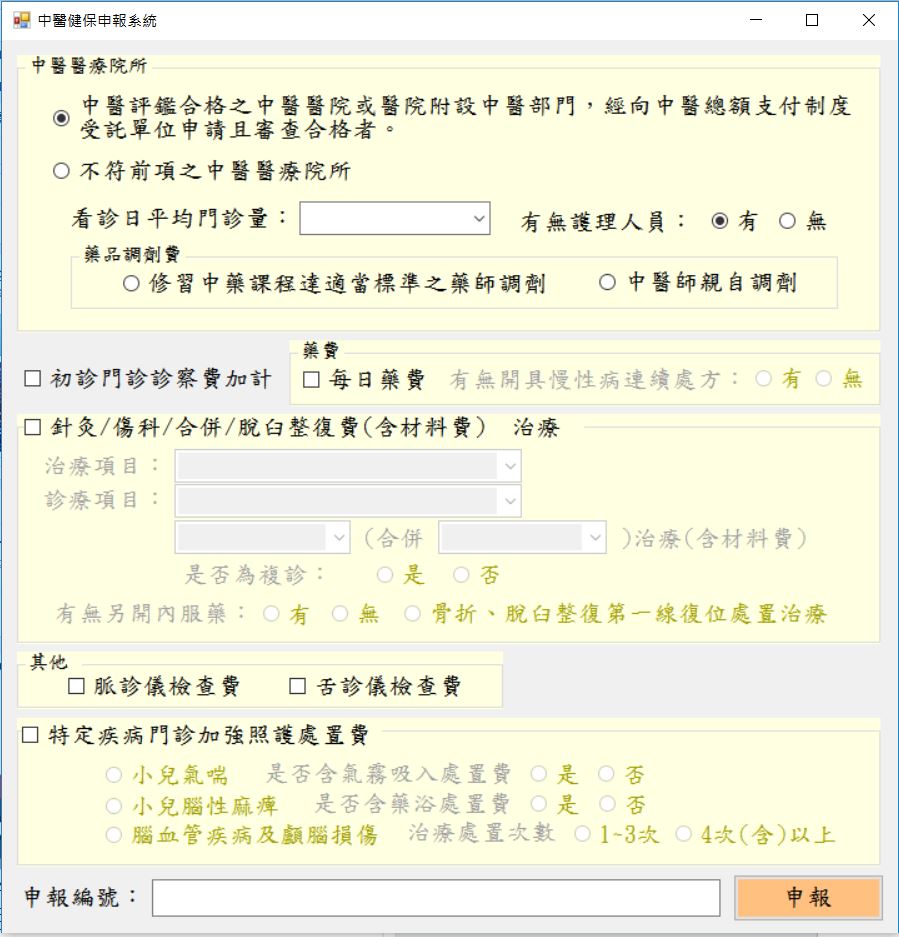 中醫健保申報系統
中醫醫療院所
中醫評鑑合格之中醫醫院或醫院附設中醫部門，經向中醫總額支付制度
受託單位申請且審查合格者。
不符前項之中醫醫療院所
看診日平均門診量： 有無護理人員： 有 無
藥品調劑費
修習中藥課程達適當標準之藥師調劑 中醫師親自調劑
藥費
初診門診診察費加計 每日藥費 有無開具慢性病連續處方： 有 無
針灸/傷科/合併/脫臼整復費(含材料費) 治療
治療項目：
診療項目：
(合併 )治療(含材料費)
是否為複診： 是 否
有無另開內服藥： 有 無 骨折、脫臼整復第一線復位處置治療
其他
脈診儀檢查費 舌診儀檢查費
特定疾病門診加強照護處置費
小兒氣喘 是否含氣霧吸入處置費 是 否
小兒腦性麻痺 是否含藥浴處置費 是 否
腦血管疾病及顱腦損傷 治療處置次數 1~3次 4次(含)以上
申報編號： 申報